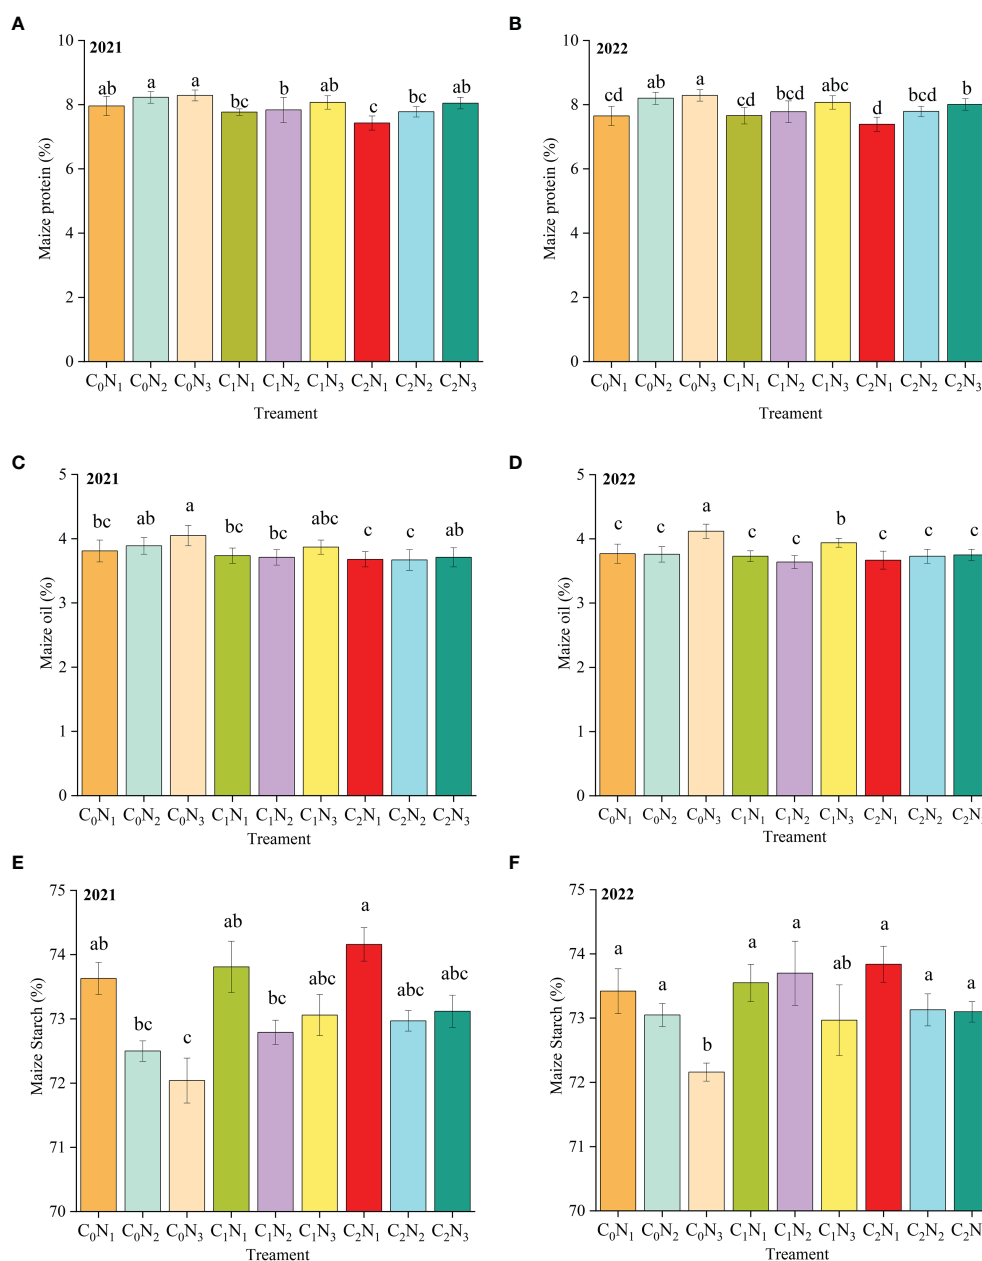 A
2021
Maize protein (%)
10
8
6
4
2
0
ab a a bc b ab c bc ab
C₀N₁ C₀N₂ C₀N₃ C₁N₁ C₁N₂ C₁N₃ C₂N₁ C₂N₂ C₂N₃
Treament
B
2022
Maize protein (%)
10
8
6
4
2
0
cd ab a cd bcd abc d bcd b
C₀N₁ C₀N₂ C₀N₃ C₁N₁ C₁N₂ C₁N₃ C₂N₁ C₂N₂ C₂N₃
Treament
C
2021
Maize oil (%)
5
4
3
2
1
0
bc ab a bc bc abc c c ab
C₀N₁ C₀N₂ C₀N₃ C₁N₁ C₁N₂ C₁N₃ C₂N₁ C₂N₂ C₂N₃
Treament
D
2022
Maize oil (%)
5
4
3
2
1
0
c c a c c b c c c
C₀N₁ C₀N₂ C₀N₃ C₁N₁ C₁N₂ C₁N₃ C₂N₁ C₂N₂ C₂N
Treament
E
2021
Maize Starch (%)
75
74
73
72
71
70
ab bc c ab bc abc a abc abc
C₀N₁ C₀N₂ C₀N₃ C₁N₁ C₁N₂ C₁N₃ C₂N₁ C₂N₂ C₂N₃
Treament
F
2022
Maize Starch (%)
75
74
73
72
71
70
a a b a a ab a a a
C₀N₁ C₀N₂ C₀N₃ C₁N₁ C₁N₂ C₁N₃ C₂N₁ C₂N₂ C₂N
Treament